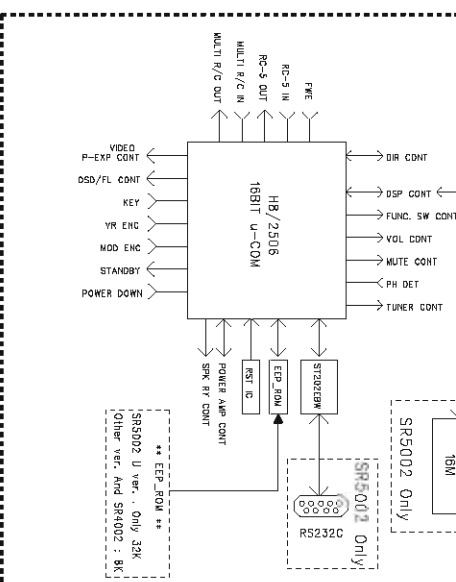 MULTI R/C OUT
MULTI R/C IN
RC-5 OUT
RC-5 IN
FWE
VIDEO
P-EXP CONT
OSD/FL CONT
KEY
VR ENC
MOD ENC
STANDBY
POWER DOWN
H8/2506
16BIT u-COM
DIR CONT
DSP CONT
FUNC. SW CONT
VOL CONT
MUTE CONT
PH DET
TUNER CONT
SPK RY CONT
POWER AMP CONT
RST IC
EEP_ROM
ST202EBW
** EEP_ROM **
SR5002 U ver. : Only 32K
Other ver. And SR4002 : 8K
RS232C
SR5002 Only
SR5002 Only
16M